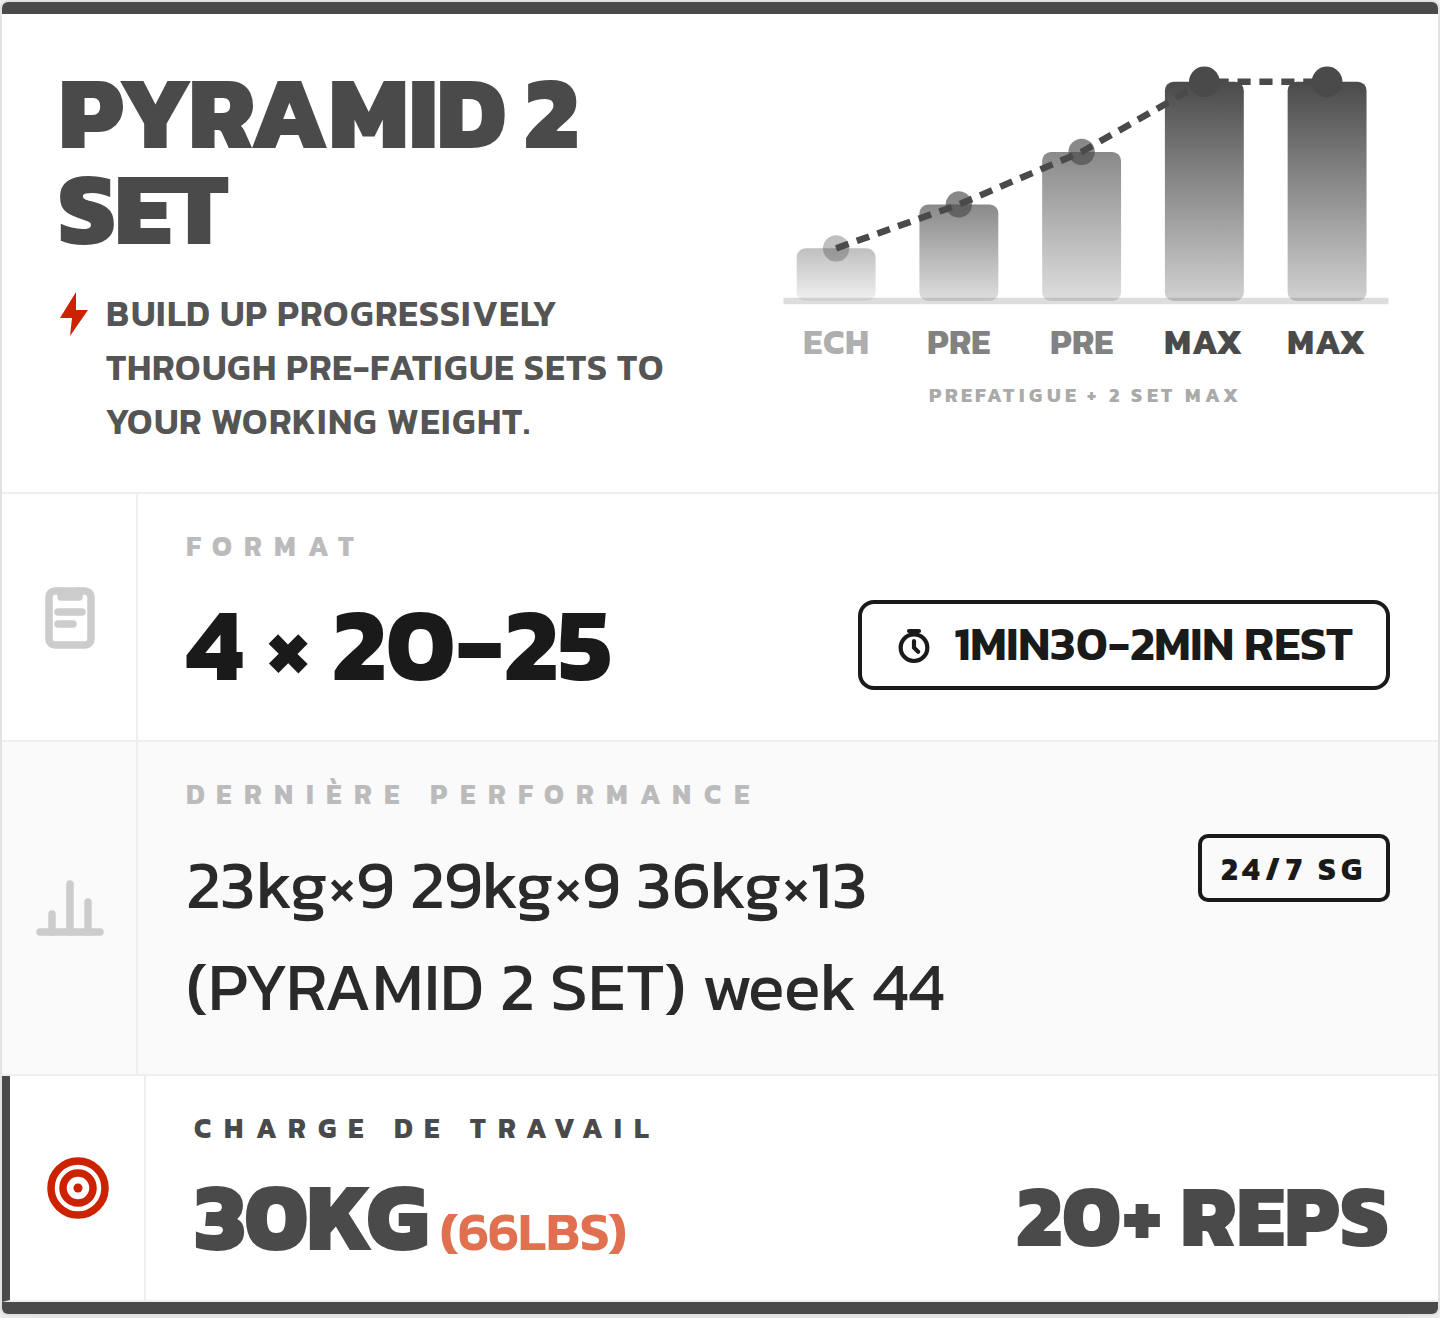 PYRAMID 2
SET
BUILD UP PROGRESSIVELY
THROUGH PRE-FATIGUE SETS TO
YOUR WORKING WEIGHT.
ECH PRE PRE MAX MAX
PREFATIGUE + 2 SET MAX
FORMAT
4 × 20–25
1MIN30–2MIN REST
DERNIÈRE PERFORMANCE
23kg×9 29kg×9 36kg×13
(PYRAMID 2 SET) week 44
24/7 SG
CHARGE DE TRAVAIL
30KG (66LBS)
20+ REPS